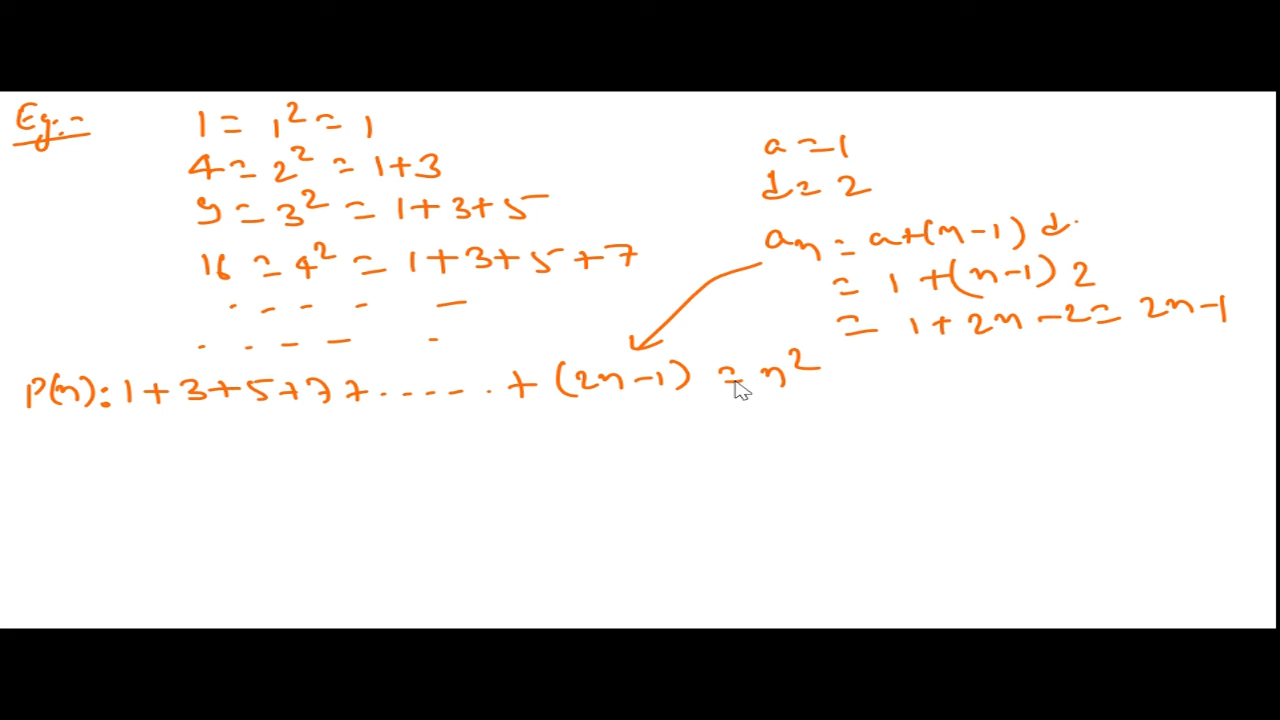 Eg:-
1 = 1² = 1
4 = 2² = 1+3
9 = 3² = 1+3+5
16 = 4² = 1+3+5+7
a = 1
d = 2
an = a+(n-1) d.
= 1 +(n-1) 2
= 1 + 2n - 2 = 2n-1
P(n): 1+3+5+7+ ....... + (2n-1) = n²